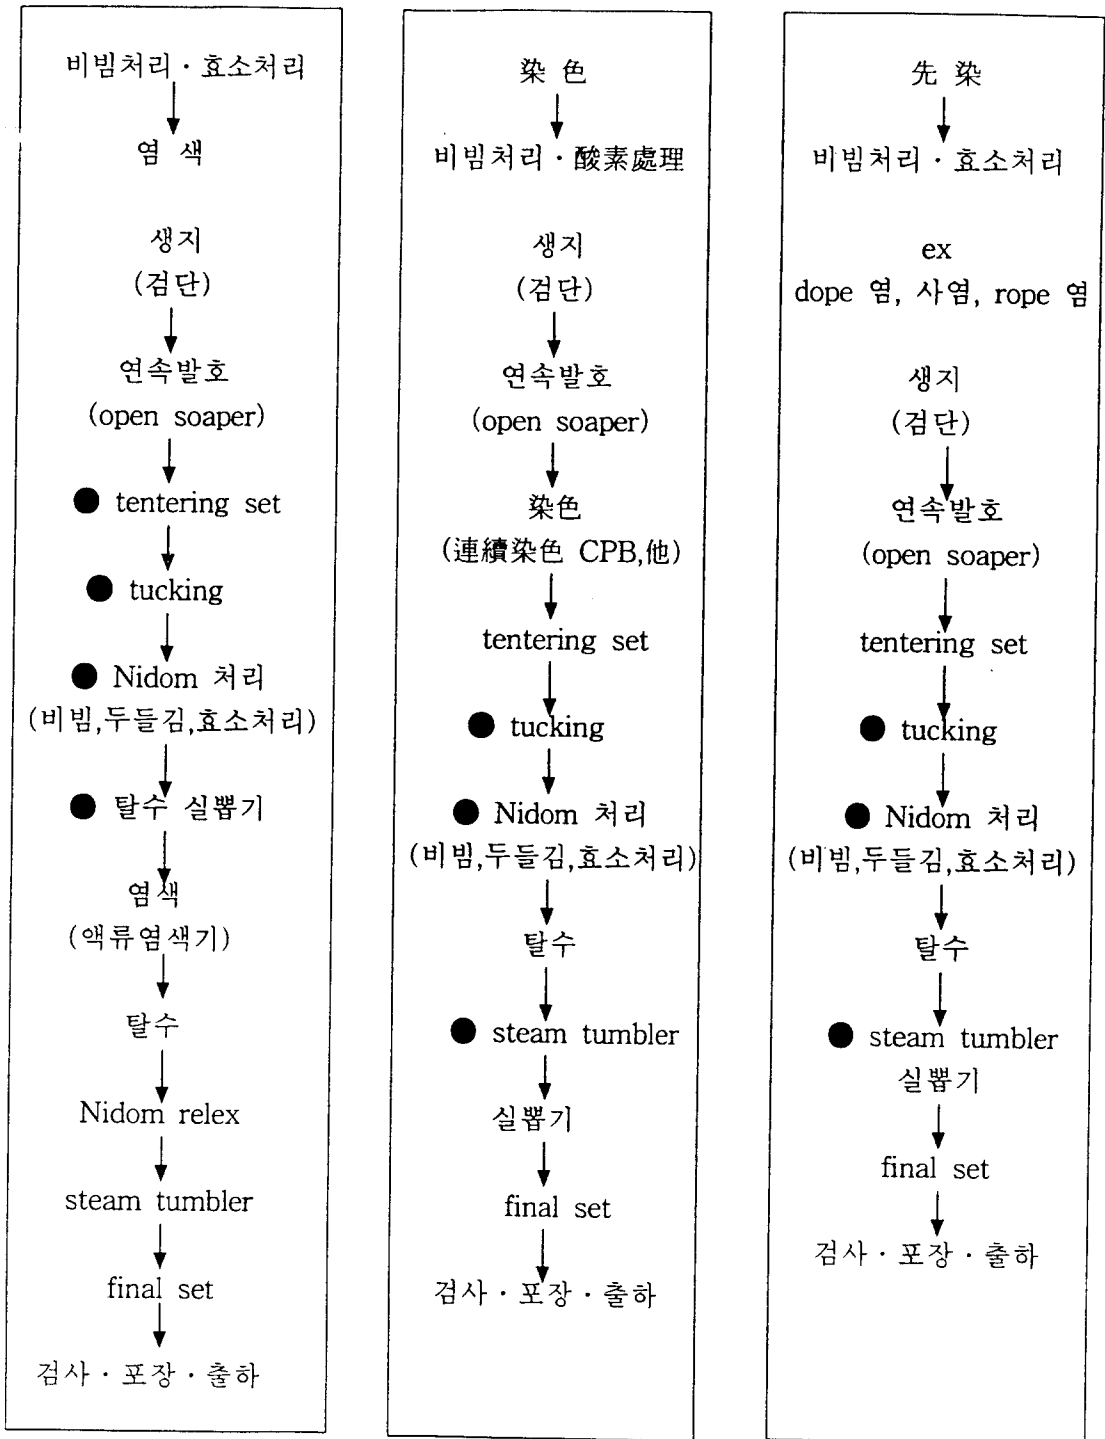 비빔처리 · 효소처리
염 색
생지
(검단)
연속발호
(open soaper)
● tentering set
● tucking
● Nidom 처리
(비빔,두들김,효소처리)
● 탈수 실뽑기
염색
(액류염색기)
탈수
Nidom relex
steam tumbler
final set
검사 · 포장 · 출하
染 色
비빔처리 · 酸素處理
생지
(검단)
연속발호
(open soaper)
染色
(連續染色 CPB,他)
tentering set
● tucking
● Nidom 처리
(비빔,두들김,효소처리)
탈수
● steam tumbler
실뽑기
final set
검사 · 포장 · 출하
先 染
비빔처리 · 효소처리
ex
dope 염, 사염, rope 염
생지
(검단)
연속발호
(open soaper)
tentering set
● tucking
● Nidom 처리
(비빔,두들김,효소처리)
탈수
● steam tumbler
실뽑기
final set
검사 · 포장 · 출하